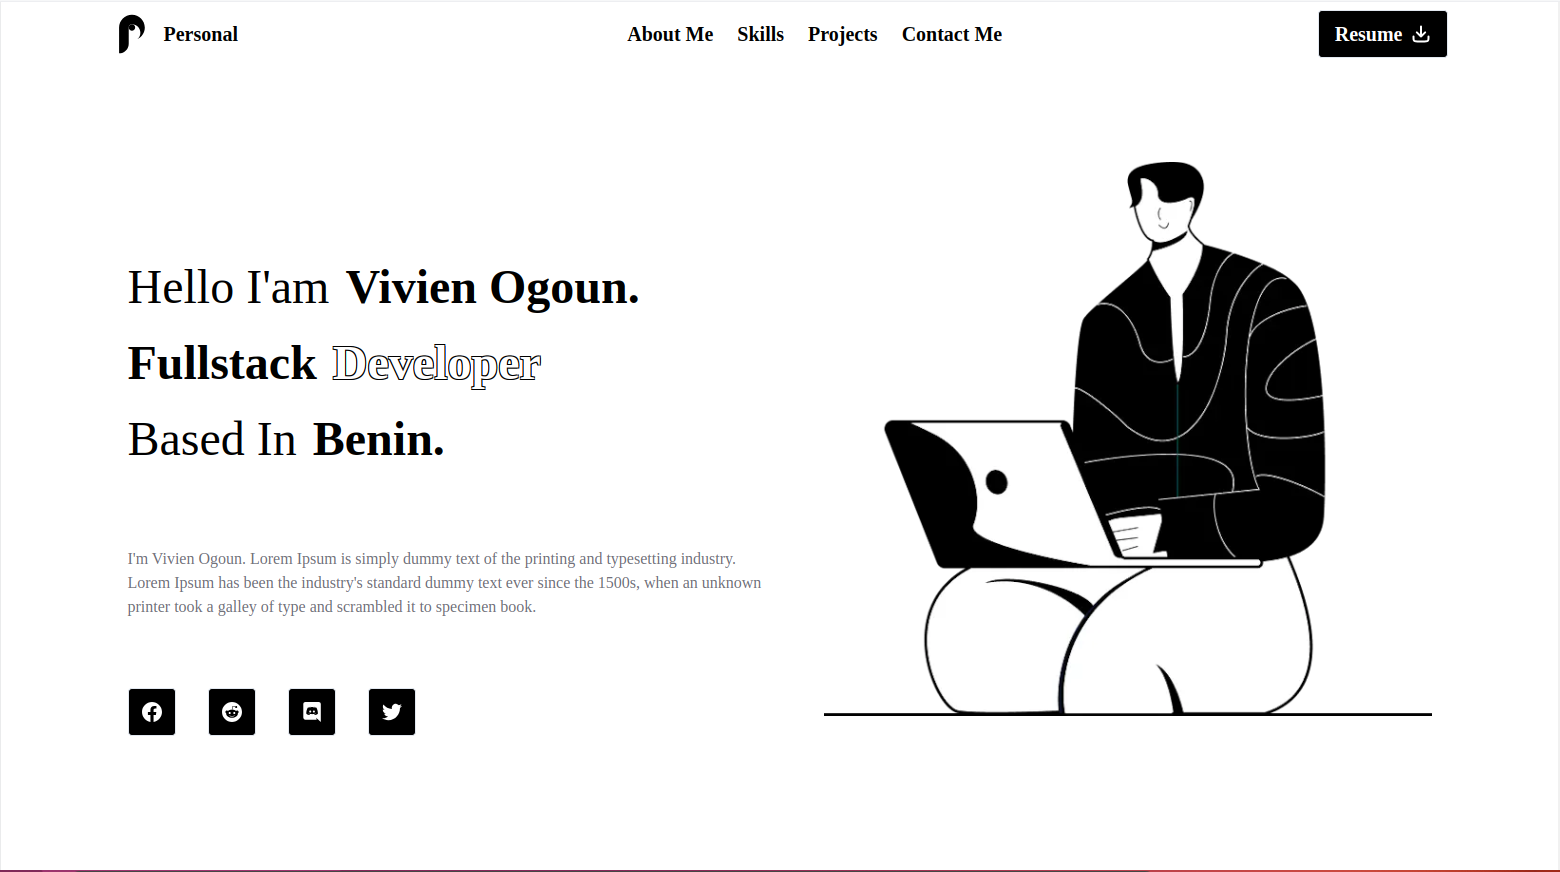 Personal
About Me
Skills
Projects
Contact Me
Resume
Hello I'am Vivien Ogoun.
Fullstack Developer
Based In Benin.
I'm Vivien Ogoun. Lorem Ipsum is simply dummy text of the printing and typesetting industry.
Lorem Ipsum has been the industry's standard dummy text ever since the 1500s, when an unknown
printer took a galley of type and scrambled it to specimen book.